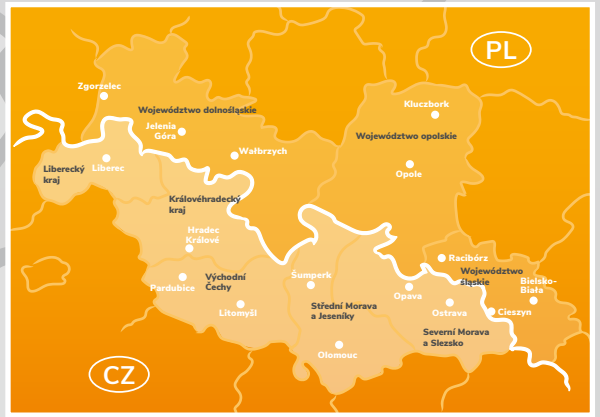 PL
Zgorzelec
Kluczbork
Województwo dolnośląskie
Jelenia
Góra
Województwo opolskie
Wałbrzych
Liberecký
kraj
Liberec
Opole
Královéhradecký
kraj
Hradec
Králové
Racibórz
Województwo
śląskie
Šumperk
Východní
Čechy
Pardubice
Bielsko-
Biała
Opava
Litomyšl
Střední Morava
a Jeseníky
Ostrava
Cieszyn
Severní Morava
a Slezsko
Olomouc
CZ